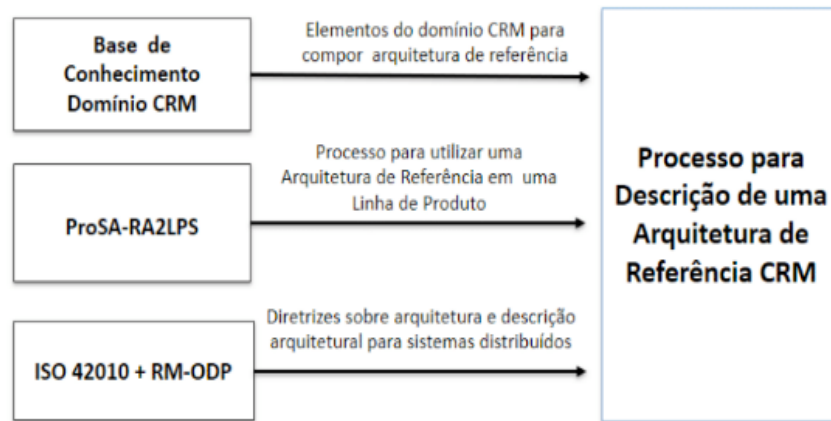 Base de
Conhecimento
Domínio CRM
Elementos do domínio CRM para
compor arquitetura de referência
ProSA-RA2LPS
Processo para utilizar uma
Arquitetura de Referência em uma
Linha de Produto
ISO 42010 + RM-ODP
Diretrizes sobre arquitetura e descrição
arquitetural para sistemas distribuídos
Processo para
Descrição de uma
Arquitetura de
Referência CRM